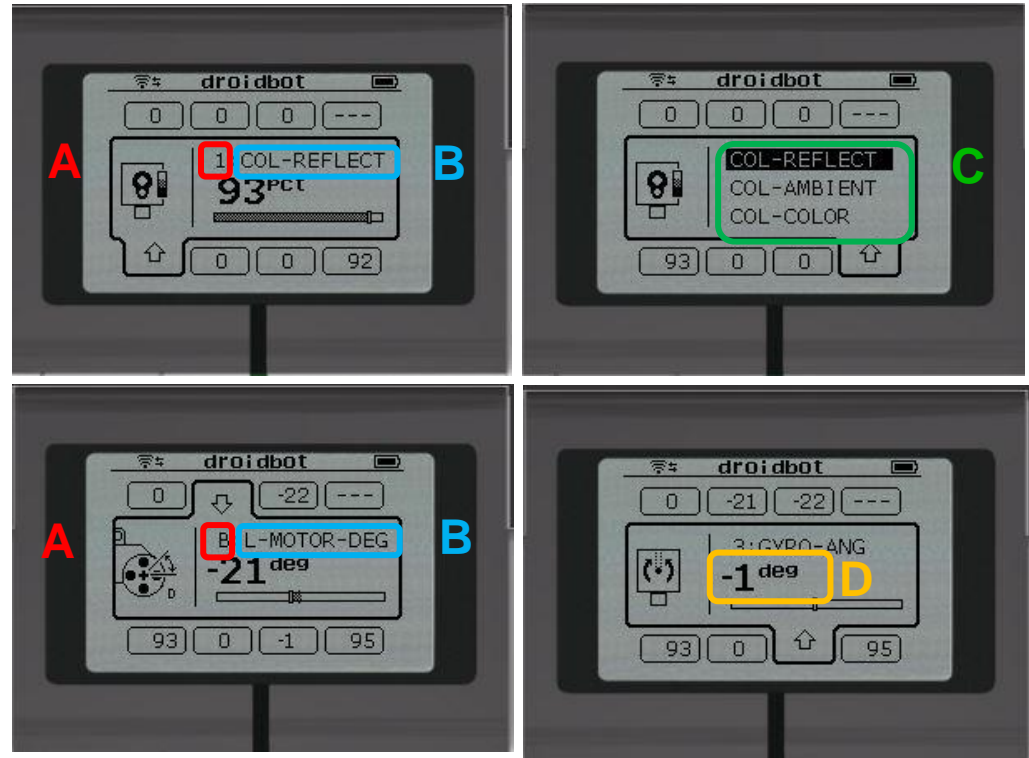 droidbot
0 0 0 ---
A 1:COL-REFLECT B
93 Pct
0 0 92
droidbot
0 0 0 ---
COL-REFLECT C
COL-AMBIENT
COL-COLOR
93 0 0
droidbot
0 -22 ---
D
A B L-MOTOR-DEG B
-21 deg
D
93 0 -1 95
droidbot
0 -21 -22 ---
3:GYRO-ANG
-1 deg D
93 0 95